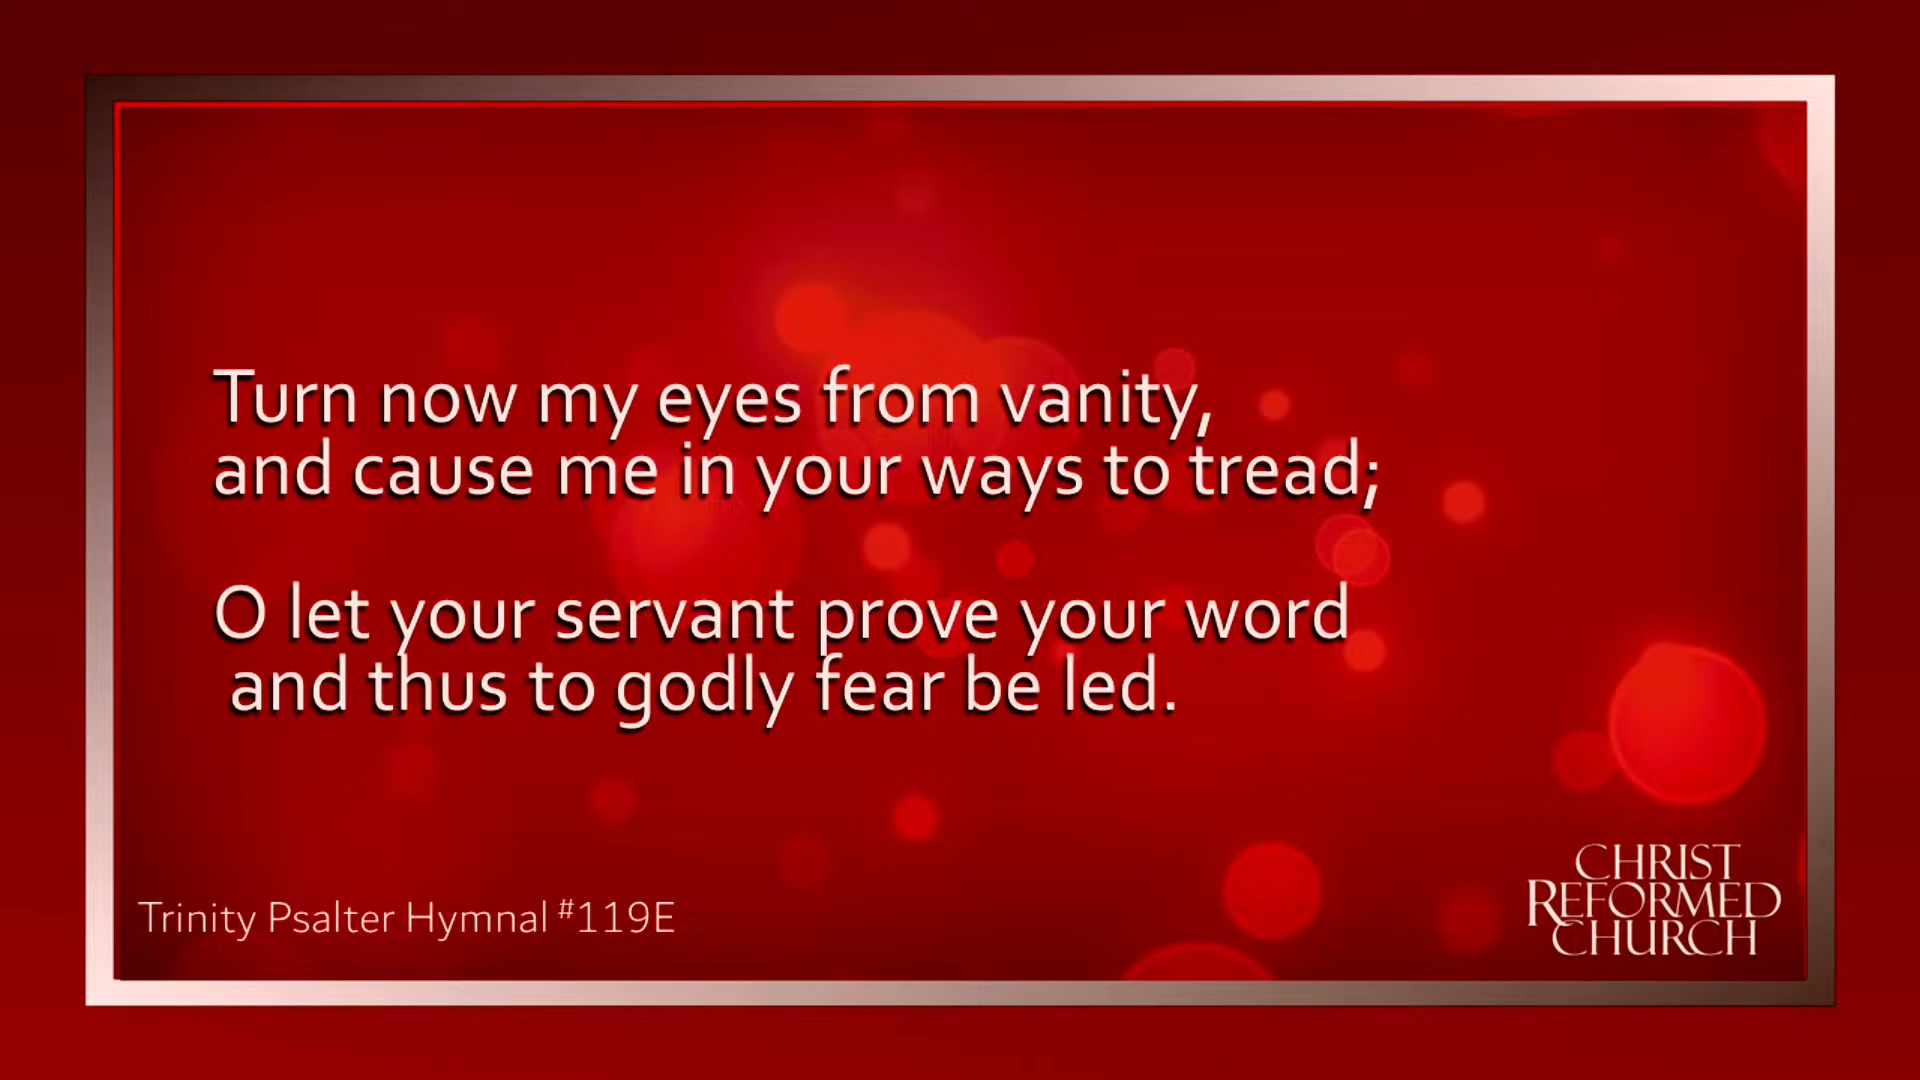 Turn now my eyes from vanity,
and cause me in your ways to tread;
O let your servant prove your word
and thus to godly fear be led.
Trinity Psalter Hymnal #119E
CHRIST
REFORMED
CHURCH